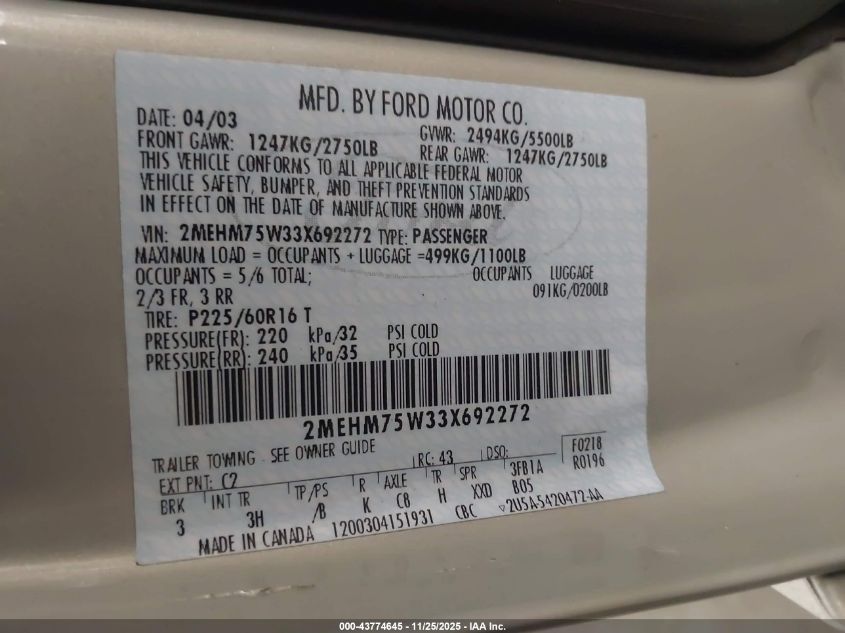 MFD. BY FORD MOTOR CO.
DATE: 04/03 GVWR: 2494KG/5500LB
FRONT GAWR: 1247KG/2750LB REAR GAWR: 1247KG/2750LB
THIS VEHICLE CONFORMS TO ALL APPLICABLE FEDERAL MOTOR
VEHICLE SAFETY, BUMPER, AND THEFT PREVENTION STANDARDS
IN EFFECT ON THE DATE OF MANUFACTURE SHOWN ABOVE.
VIN: 2MEHM75W33X692272 TYPE: PASSENGER
MAXIMUM LOAD = OCCUPANTS + LUGGAGE =499KG/1100LB
OCCUPANTS = 5/6 TOTAL; OCCUPANTS LUGGAGE
2/3 FR, 3 RR 091KG/0200LB
TIRE: P225/60R16 T
PRESSURE(FR): 220 kPa/32 PSI COLD
PRESSURE(RR): 240 kPa/35 PSI COLD
2MEHM75W33X692272
TRAILER TOWING - SEE OWNER GUIDE
EXT PNT: C2 RC: 43 DSO: F0218
R0196
BRK INT TR TP/PS R AXLE TR SPR 3FB1A
3 3H /B K C8 H XXD B05
MADE IN CANADA 1200304151931 CBC ▽2U5A-5420472-AA
000-43774645 - 11/25/2025 - IAA Inc.